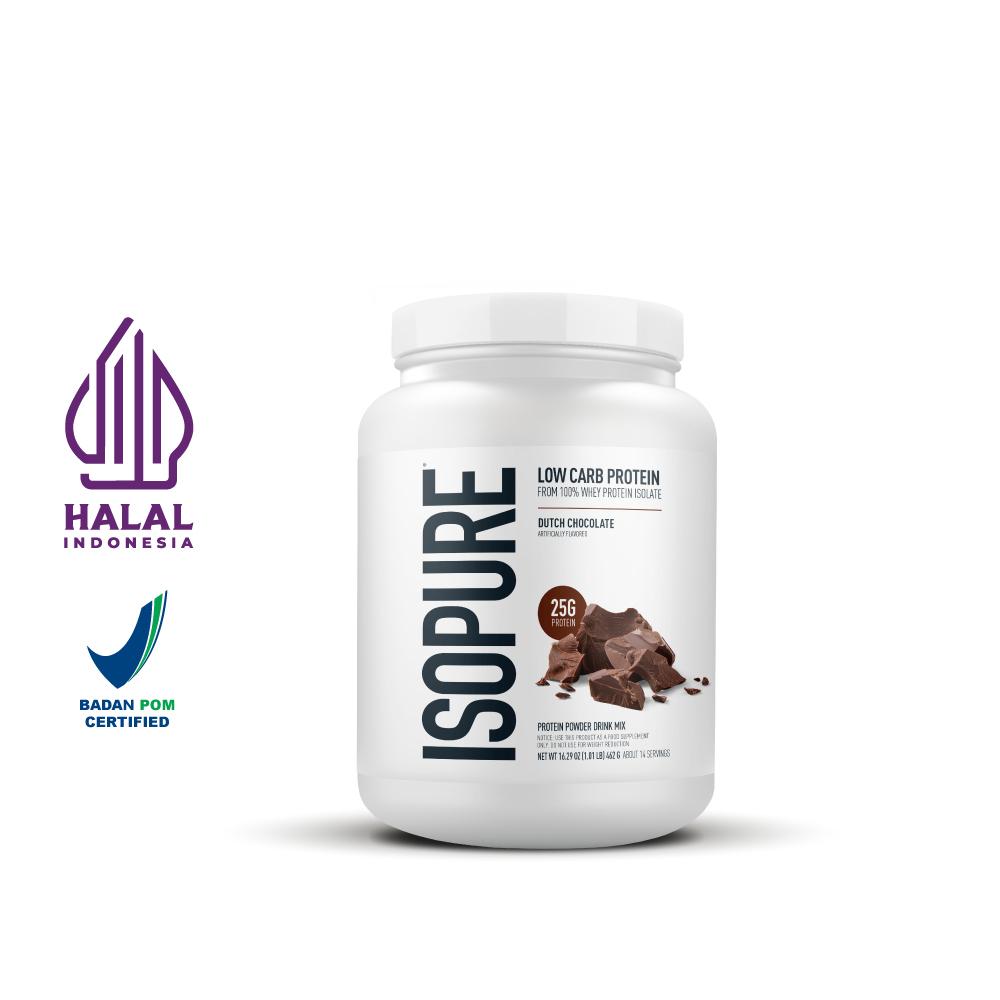 HALAL
INDONESIA
BADAN POM
CERTIFIED
ISOPURE®
LOW CARB PROTEIN
FROM 100% WHEY PROTEIN ISOLATE
DUTCH CHOCOLATE
ARTIFICIALLY FLAVORED
25G
PROTEIN
PROTEIN POWDER DRINK MIX
NOTICE: USE THIS PRODUCT AS A FOOD SUPPLEMENT
ONLY. DO NOT USE FOR WEIGHT REDUCTION.
NET WT 16.29 OZ (1.01 LB) 462 G ABOUT 14 SERVINGS